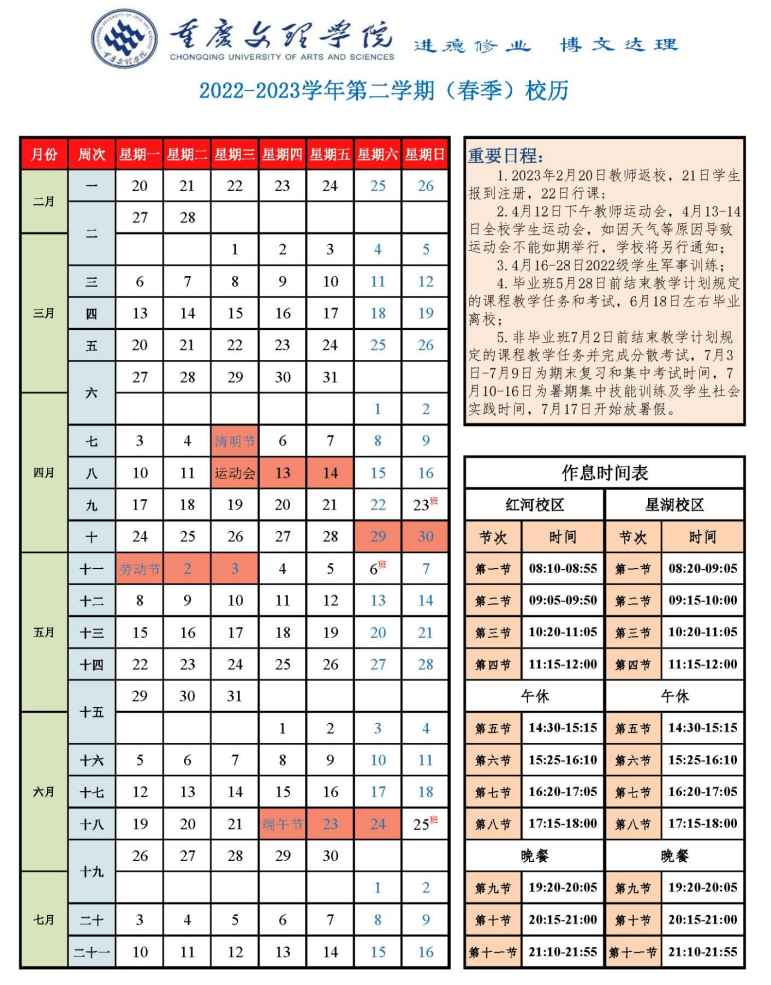 重庆文理学院 进德修业 博文达理
CHONGQING UNIVERSITY OF ARTS AND SCIENCES
2022-2023学年第二学期（春季）校历
月份 周次 星期一 星期二 星期三 星期四 星期五 星期六 星期日
二月 一 20 21 22 23 24 25 26
二 27 28
三月 1 2 3 4 5
三 6 7 8 9 10 11 12
四 13 14 15 16 17 18 19
五 20 21 22 23 24 25 26
六 27 28 29 30 31
四月 1 2
七 3 4 清明节 6 7 8 9
八 10 11 运动会 13 14 15 16
九 17 18 19 20 21 22 23班
十 24 25 26 27 28 29 30
五月 十一 劳动节 2 3 4 5 6班 7
十二 8 9 10 11 12 13 14
十三 15 16 17 18 19 20 21
十四 22 23 24 25 26 27 28
十五 29 30 31
六月 1 2 3 4
十六 5 6 7 8 9 10 11
十七 12 13 14 15 16 17 18
十八 19 20 21 端午节 23 24 25班
十九 26 27 28 29 30
七月 1 2
二十 3 4 5 6 7 8 9
二十一 10 11 12 13 14 15 16
重要日程：
1.2023年2月20日教师返校，21日学生
报到注册，22日行课；
2.4月12日下午教师运动会，4月13-14
日全校学生运动会，如因天气等原因导致
运动会不能如期举行，学校将另行通知；
3.4月16-28日2022级学生军事训练；
4.毕业班5月28日前结束教学计划规定
的课程教学任务和考试，6月18日左右毕业
离校；
5.非毕业班7月2日前结束教学计划规
定的课程教学任务并完成分散考试，7月3
日-7月9日为期末复习和集中考试时间，7
月10-16日为暑期集中技能训练及学生社会
实践时间，7月17日开始放暑假。
作息时间表
红河校区 星湖校区
节次 时间 节次 时间
第一节 08:10-08:55 第一节 08:20-09:05
第二节 09:05-09:50 第二节 09:15-10:00
第三节 10:20-11:05 第三节 10:20-11:05
第四节 11:15-12:00 第四节 11:15-12:00
午休 午休
第五节 14:30-15:15 第五节 14:30-15:15
第六节 15:25-16:10 第六节 15:25-16:10
第七节 16:20-17:05 第七节 16:20-17:05
第八节 17:15-18:00 第八节 17:15-18:00
晚餐 晚餐
第九节 19:20-20:05 第九节 19:20-20:05
第十节 20:15-21:00 第十节 20:15-21:00
第十一节 21:10-21:55 第十一节 21:10-21:55